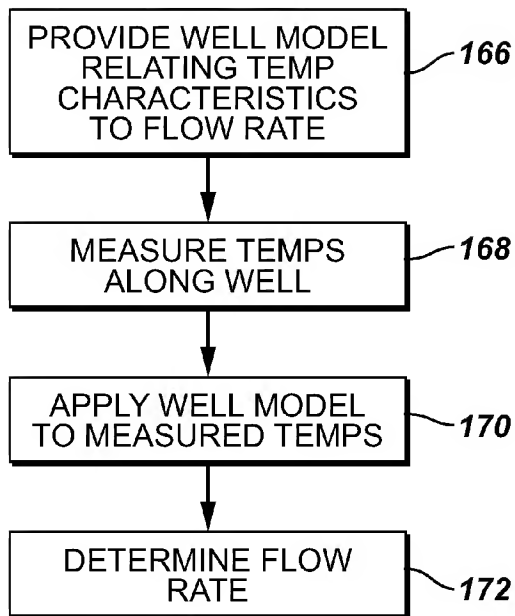 PROVIDE WELL MODEL
RELATING TEMP
CHARACTERISTICS
TO FLOW RATE
166
MEASURE TEMPS
ALONG WELL
168
APPLY WELL MODEL
TO MEASURED TEMPS
170
DETERMINE FLOW
RATE
172